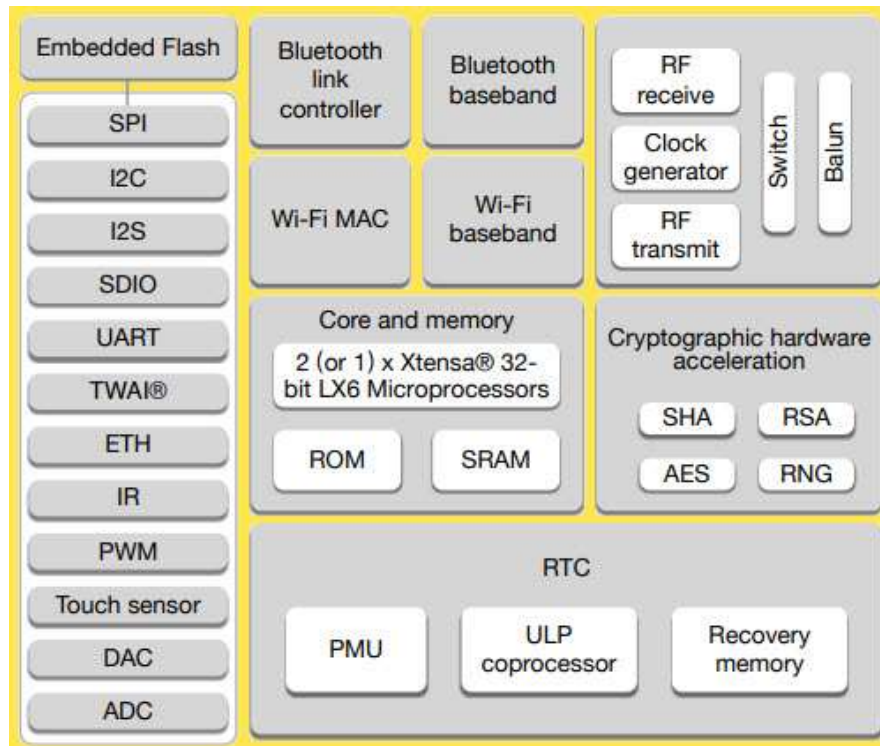 Embedded Flash
SPI
I2C
I2S
SDIO
UART
TWAI®
ETH
IR
PWM
Touch sensor
DAC
ADC
Bluetooth
link
controller
Bluetooth
baseband
Wi-Fi MAC
Wi-Fi
baseband
RF
receive
Clock
generator
RF
transmit
Switch
Balun
Core and memory
2 (or 1) x Xtensa® 32-
bit LX6 Microprocessors
ROM
SRAM
Cryptographic hardware
acceleration
SHA
RSA
AES
RNG
RTC
PMU
ULP
coprocessor
Recovery
memory